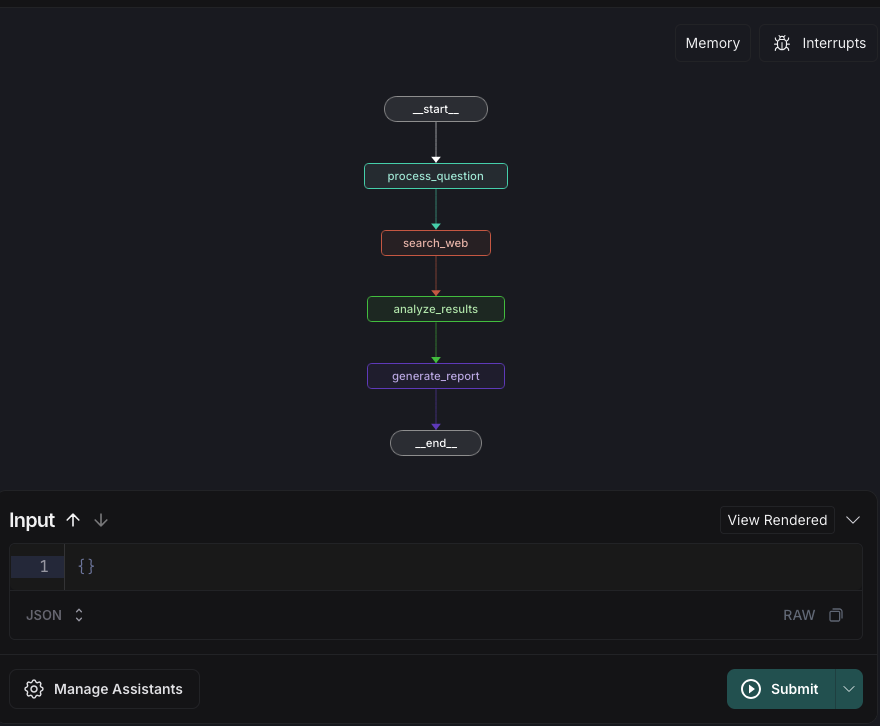 Memory
Interrupts
__start__
process_question
search_web
analyze_results
generate_report
__end__
Input
View Rendered
1
{}
JSON
RAW
Manage Assistants
Submit